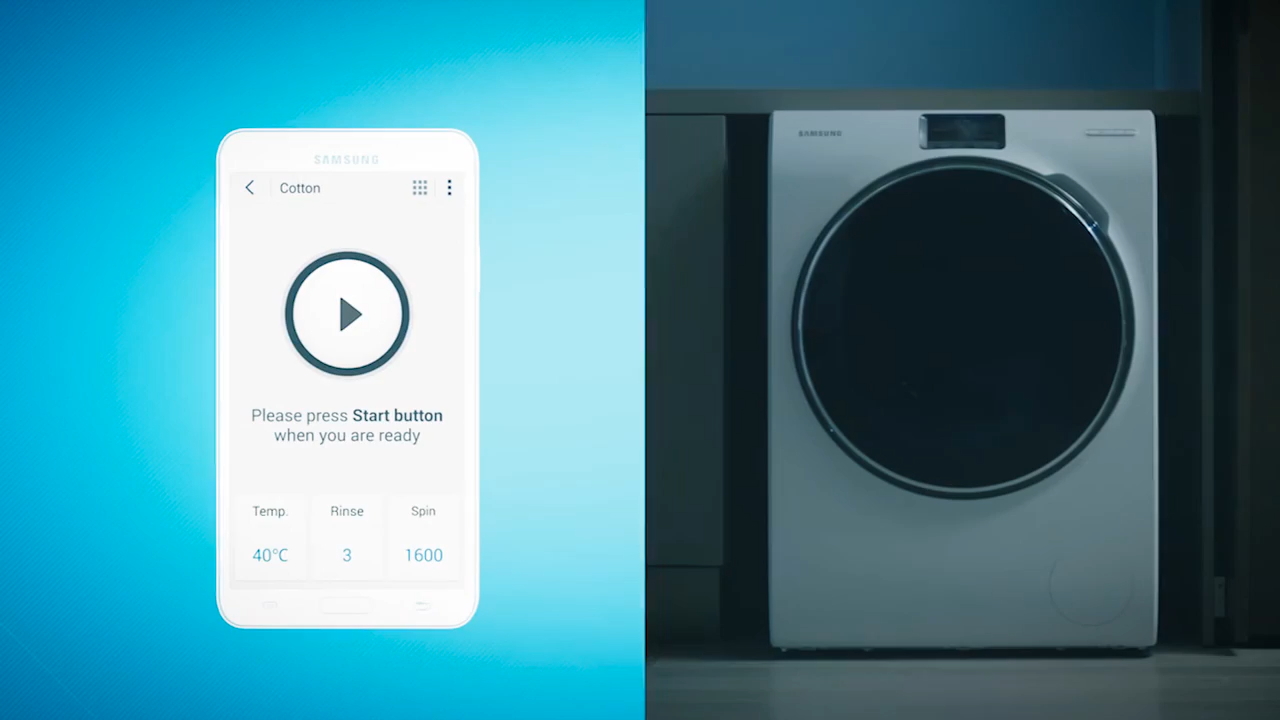 SAMSUNG
Cotton
Please press Start button
when you are ready
Temp. Rinse Spin
40°C 3 1600
SAMSUNG